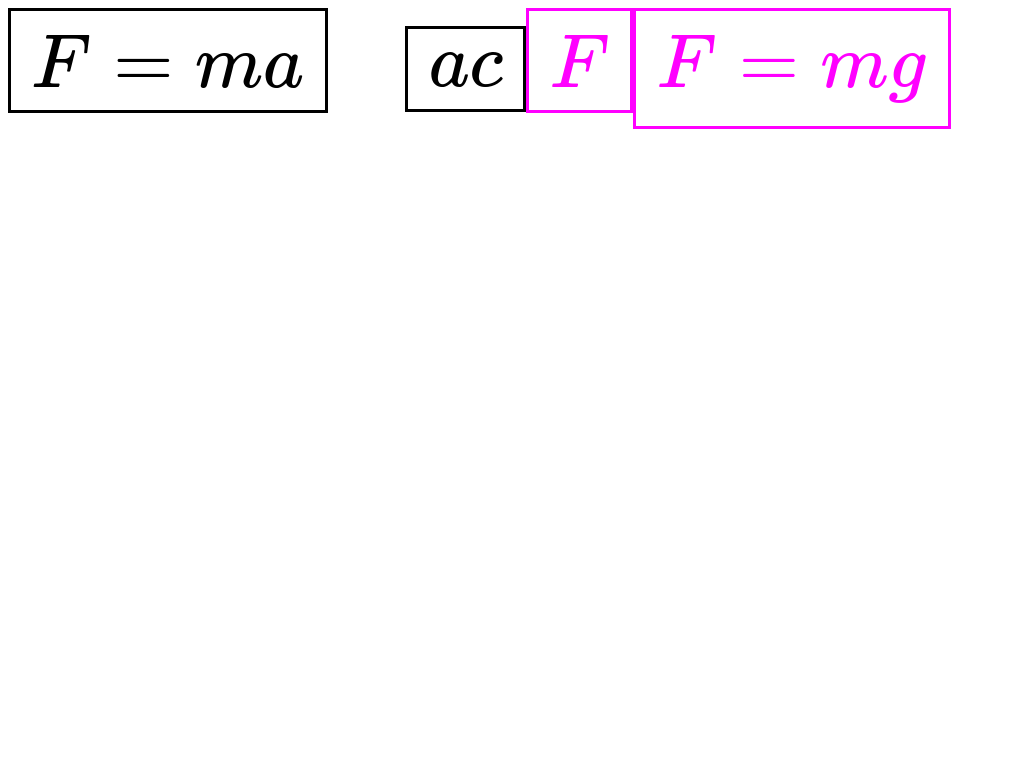 F = ma ac F F = mg